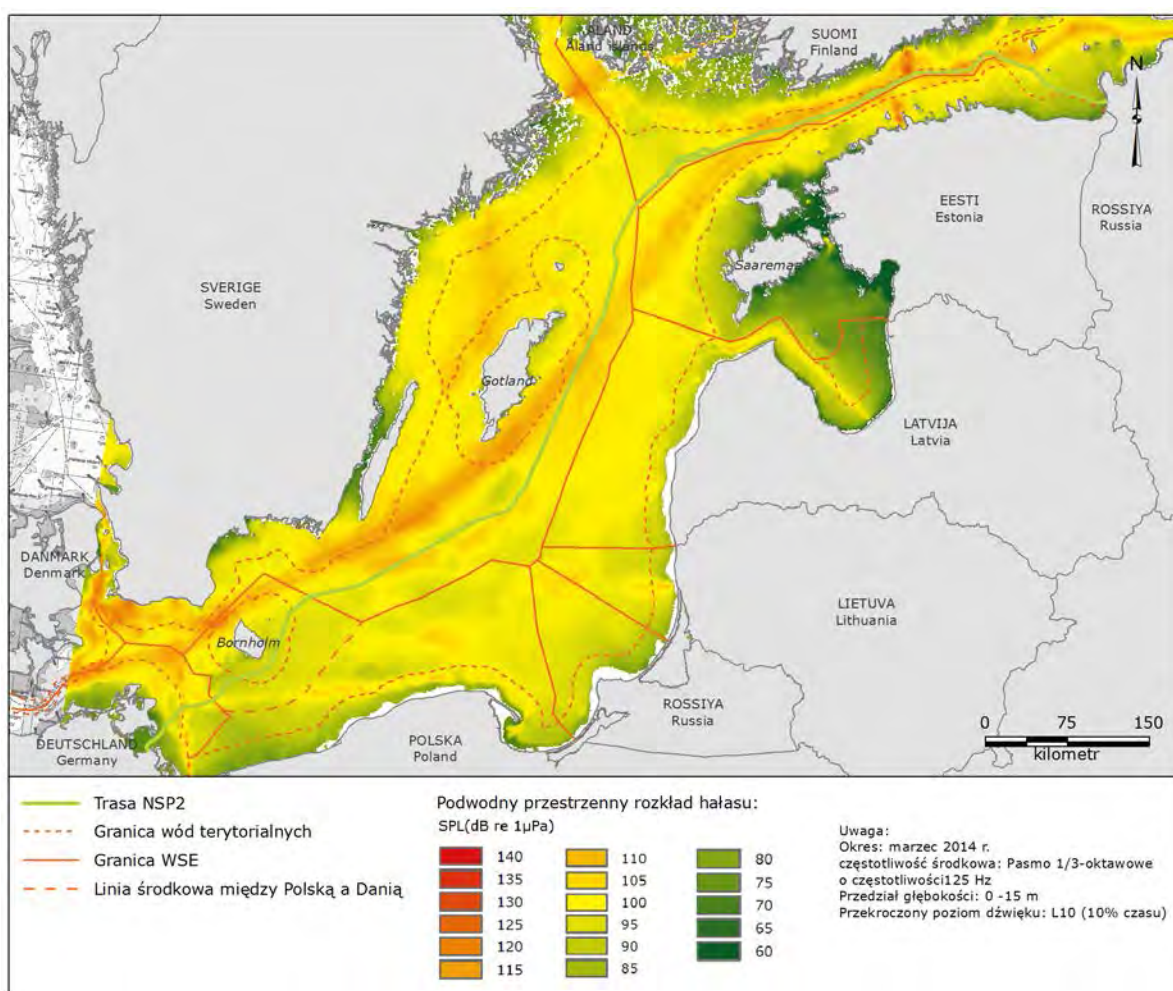 ÅLAND
Åland islands
SUOMI
Finland
N
EESTI
Estonia
ROSSIYA
Russia
SVERIGE
Sweden
Saaremaa
Gotland
LATVIJA
Latvia
DANMARK
Denmark
LIETUVA
Lithuania
Bornholm
ROSSIYA
Russia
0 75 150
kilometr
DEUTSCHLAND
Germany
POLSKA
Poland
Trasa NSP2
Granica wód terytorialnych
Granica WSE
Linia środkowa między Polską a Danią
Podwodny przestrzenny rozkład hałasu:
SPL(dB re 1µPa)
140
135
130
125
120
115
110
105
100
95
90
85
80
75
70
65
60
Uwaga:
Okres: marzec 2014 r.
częstotliwość środkowa: Pasmo 1/3-oktawowe
o częstotliwości125 Hz
Przedział głębokości: 0 -15 m
Przekroczony poziom dźwięku: L10 (10% czasu)